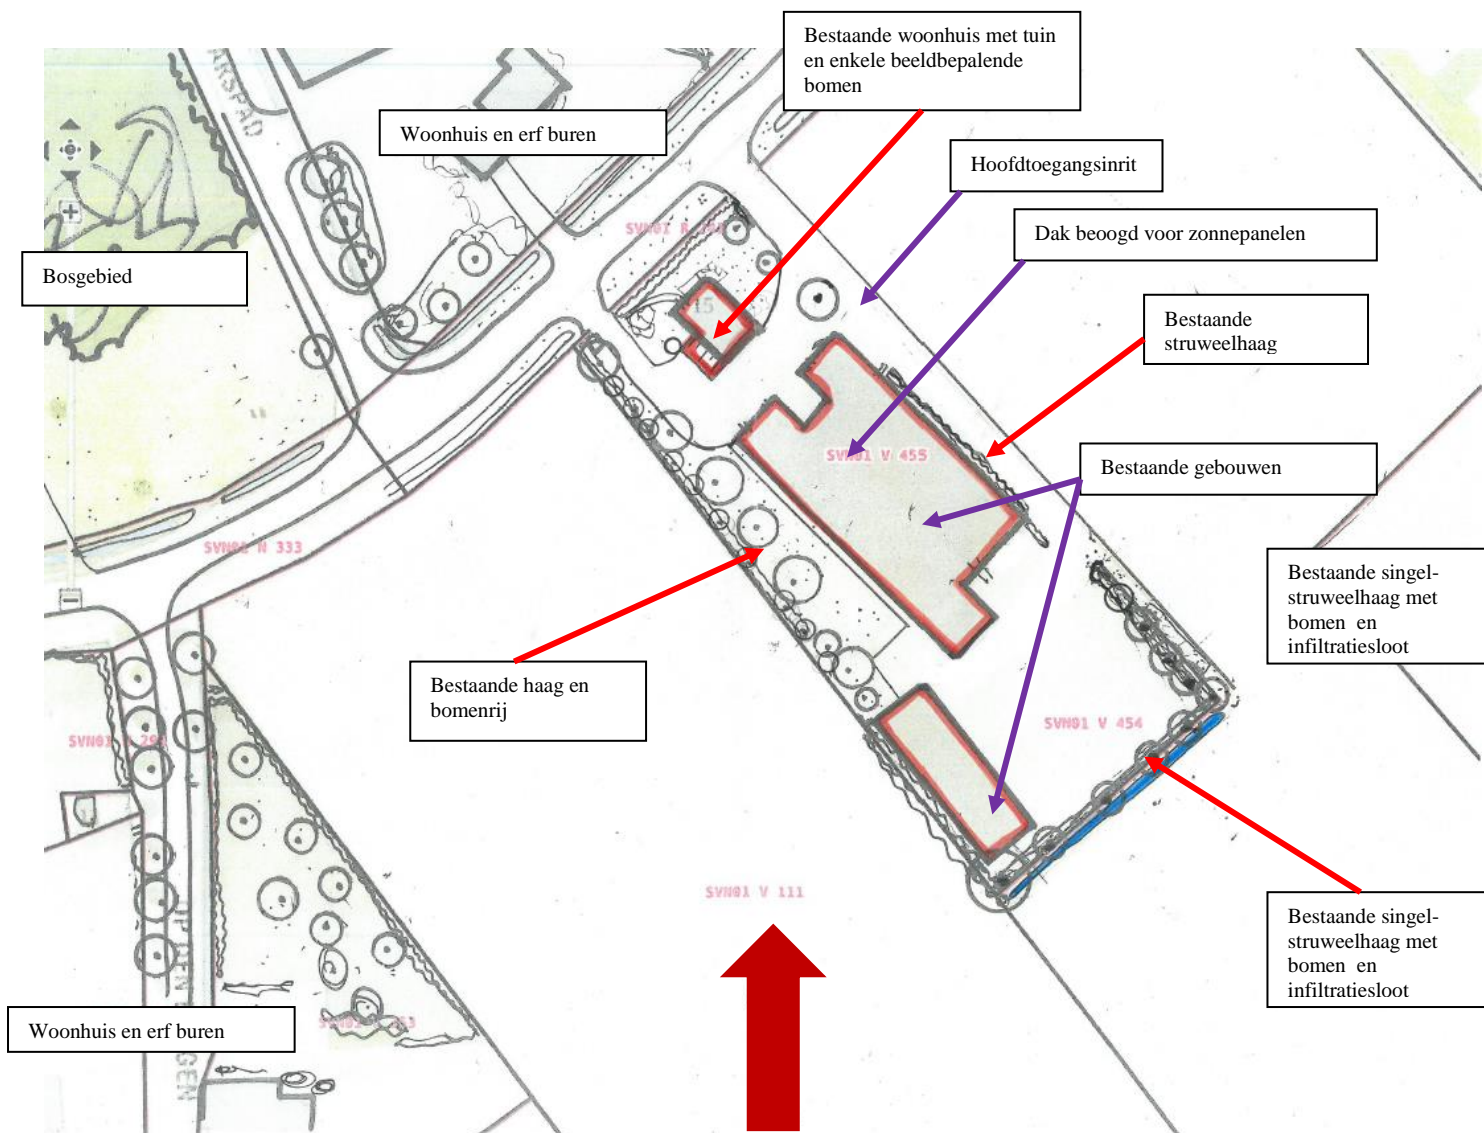 Bestaande woonhuis met tuin
en enkele beeldbepalende
bomen
Woonhuis en erf buren
Hoofdtoegangsinrit
Dak beoogd voor zonnepanelen
Bosgebied
Bestaande
struweelhaag
15
SVN01 V 455
Bestaande gebouwen
SVN01 N 333
Bestaande singel-
struweelhaag met
bomen en
infiltratiesloot
Bestaande haag en
bomenrij
SVN01 V 454
SVN01 V 111
Bestaande singel-
struweelhaag met
bomen en
infiltratiesloot
Woonhuis en erf buren